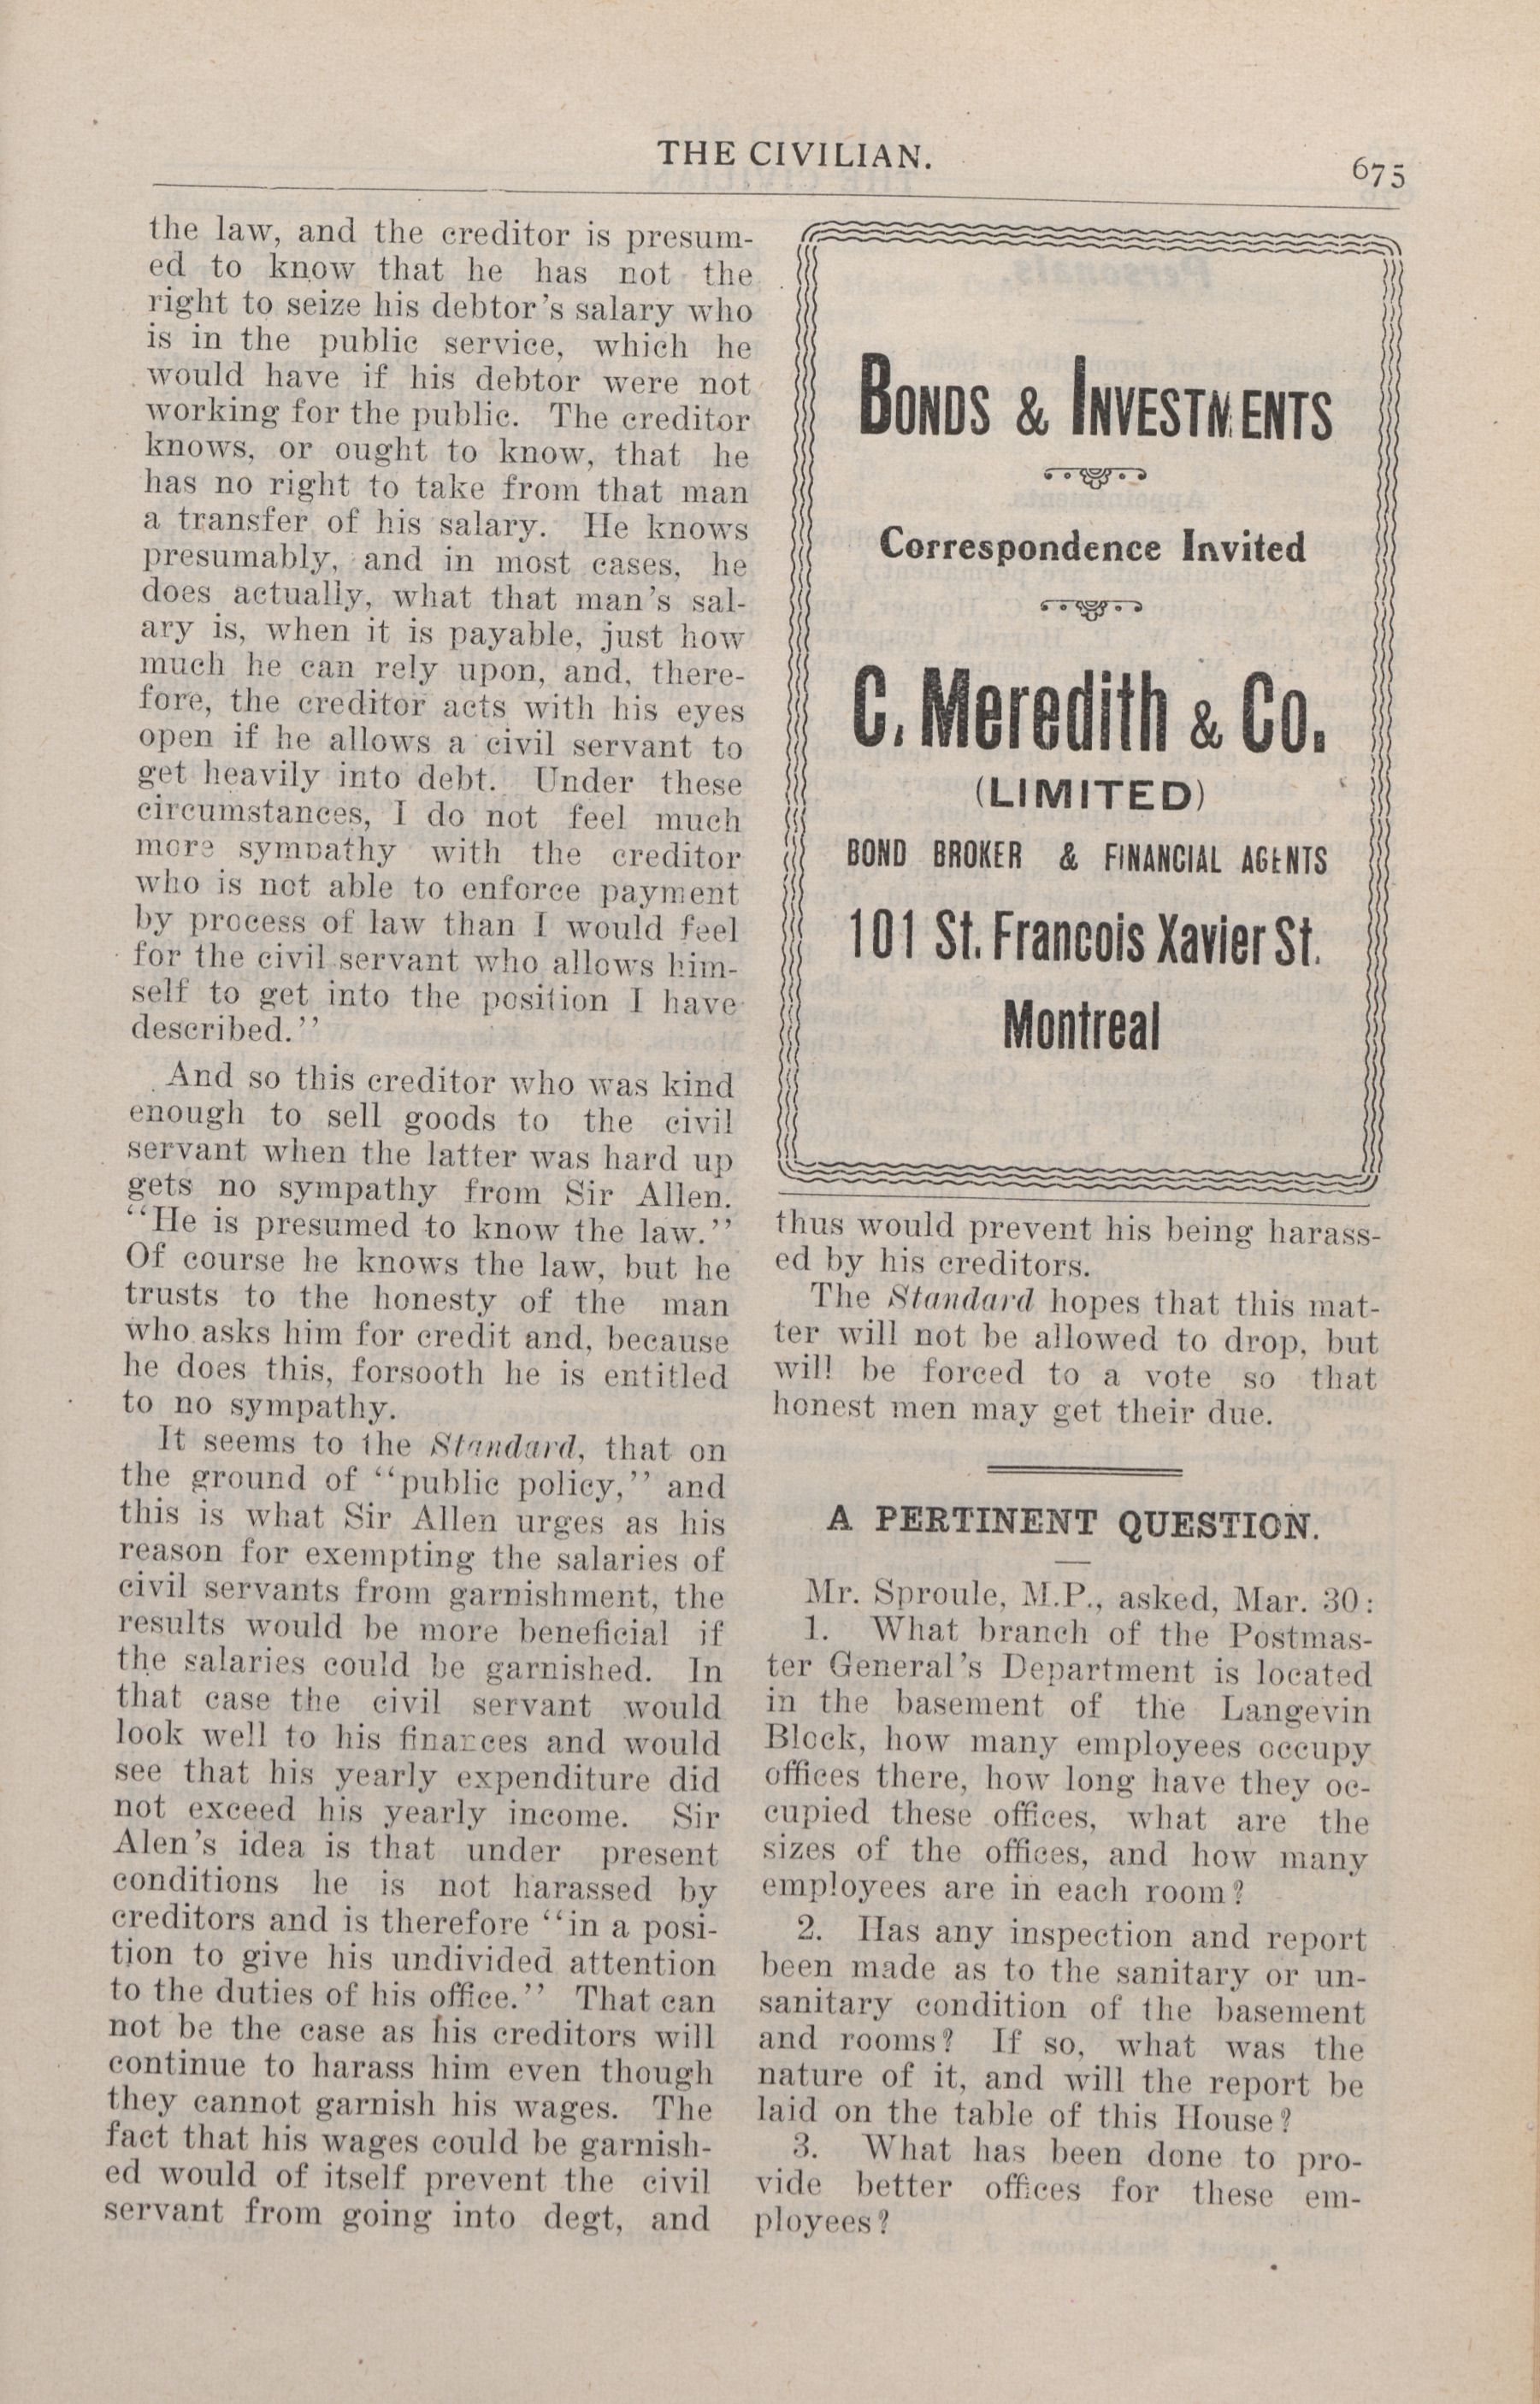 THE CIVILIAN.
675
the law, and the creditor is presum-
ed to know that he has not the
right to seize his debtor's salary who
is in the public service, which he
would have if his debtor were not
working for the public. The creditor
knows, or ought to know, that he
has no right to take from that man
a transfer of his salary. He knows
presumably, and in most cases, he
does actually, what that man's sal-
ary is, when it is payable, just how
much he can rely upon, and, there-
fore, the creditor acts with his eyes
open if he allows a civil servant to
get heavily into debt. Under these
circumstances, I do not feel much
more sympathy with the creditor
who is not able to enforce payment
by process of law than I would feel
for the civil servant who allows him-
self to get into the position I have
described."
And so this creditor who was kind
enough to sell goods to the civil
servant when the latter was hard up
gets no sympathy from Sir Allen.
"He is presumed to know the law."
Of course he knows the law, but he
trusts to the honesty of the man
who asks him for credit and, because
he does this, forsooth he is entitled
to no sympathy.
It seems to the Standard, that on
the ground of "public policy," and
this is what Sir Allen urges as his
reason for exempting the salaries of
civil servants from garnishment, the
results would be more beneficial if
the salaries could be garnished. In
that case the civil servant would
look well to his finances and would
see that his yearly expenditure did
not exceed his yearly income. Sir
Alen's idea is that under present
conditions he is not harassed by
creditors and is therefore "in a posi-
tion to give his undivided attention
to the duties of his office." That can
not be the case as his creditors will
continue to harass him even though
they cannot garnish his wages. The
fact that his wages could be garnish-
ed would of itself prevent the civil
servant from going into degt, and
BONDS & INVESTMENTS
Correspondence Invited
C. Meredith & Co.
(LIMITED)
BOND BROKER & FINANCIAL AGENTS
101 St. Francois Xavier St.
Montreal
thus would prevent his being harass-
ed by his creditors.
The Standard hopes that this mat-
ter will not be allowed to drop, but
will be forced to a vote so that
honest men may get their due.
A PERTINENT QUESTION.
Mr. Sproule, M.P., asked, Mar. 30:
1. What branch of the Postmas-
ter General's Department is located
in the basement of the Langevin
Block, how many employees occupy
offices there, how long have they oc-
cupied these offices, what are the
sizes of the offices, and how many
employees are in each room?
2. Has any inspection and report
been made as to the sanitary or un-
sanitary condition of the basement
and rooms? If so, what was the
nature of it, and will the report be
laid on the table of this House?
3. What has been done to pro-
vide better offices for these em-
ployees?